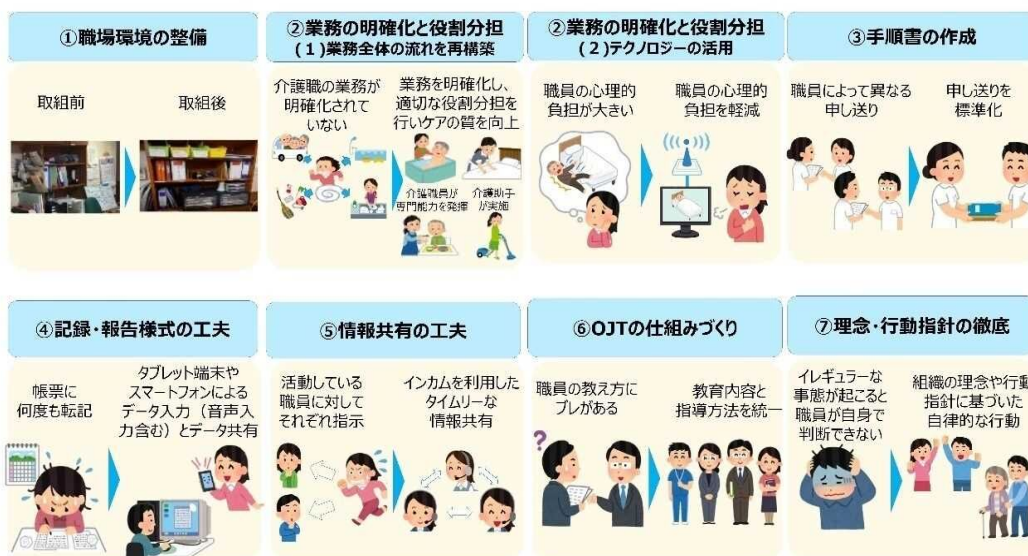 ①職場環境の整備
取組前
取組後
②業務の明確化と役割分担
(1)業務全体の流れを再構築
介護職の業務が
明確化されて
いない
業務を明確化し、
適切な役割分担を
行いケアの質を向上
介護職員が
専門能力を発揮
介護助手
が実施
②業務の明確化と役割分担
(2)テクノロジーの活用
職員の心理的
負担が大きい
職員の心理的
負担を軽減
③手順書の作成
職員によって異なる
申し送り
申し送りを
標準化
④記録・報告様式の工夫
帳票に
何度も転記
タブレット端末や
スマートフォンによる
データ入力（音声入
力含む）とデータ共有
⑤情報共有の工夫
活動している
職員に対して
それぞれ指示
インカムを利用した
タイムリーな
情報共有
⑥OJTの仕組みづくり
職員の教え方に
ブレがある
教育内容と
指導方法を統一
?
⑦理念・行動指針の徹底
イレギュラーな
事態が起こると
職員が自身で
判断できない
組織の理念や行動
指針に基づいた
自律的な行動